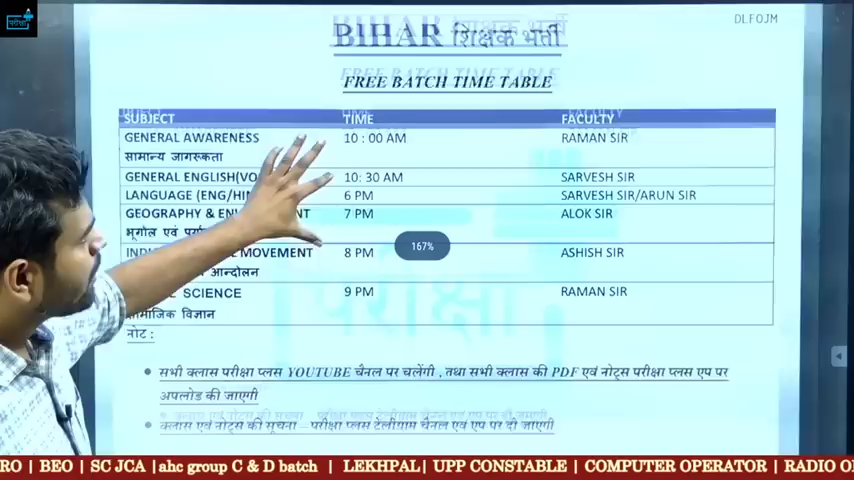 परीक्षा
DLFOJM
BIHAR शिक्षक भर्ती
FREE BATCH TIME TABLE
SUBJECT TIME FACULTY
GENERAL AWARENESS 10 : 00 AM RAMAN SIR
सामान्य जागरूकता
GENERAL ENGLISH(VO 10: 30 AM SARVESH SIR
LANGUAGE (ENG/HIN 6 PM SARVESH SIR/ARUN SIR
GEOGRAPHY & ENV MENT 7 PM ALOK SIR
भूगोल एवं
MOVEMENT 8 PM ASHISH SIR
आन्दोलन
167%
SCIENCE 9 PM RAMAN SIR
विज्ञान
नोट :
● सभी क्लास परीक्षा प्लस YOUTUBE चैनल पर चलेंगी , तथा सभी क्लास की PDF एवं नोट्स परीक्षा प्लस एप पर
अपलोड की जाएगी
● क्लास एवं नोट्स की सूचना – परीक्षा प्लस टेलीग्राम चैनल एवं एप पर दी जाएगी
RO | BEO | SC JCA |ahc group C & D batch | LEKHPAL| UPP CONSTABLE | COMPUTER OPERATOR | RADIO O